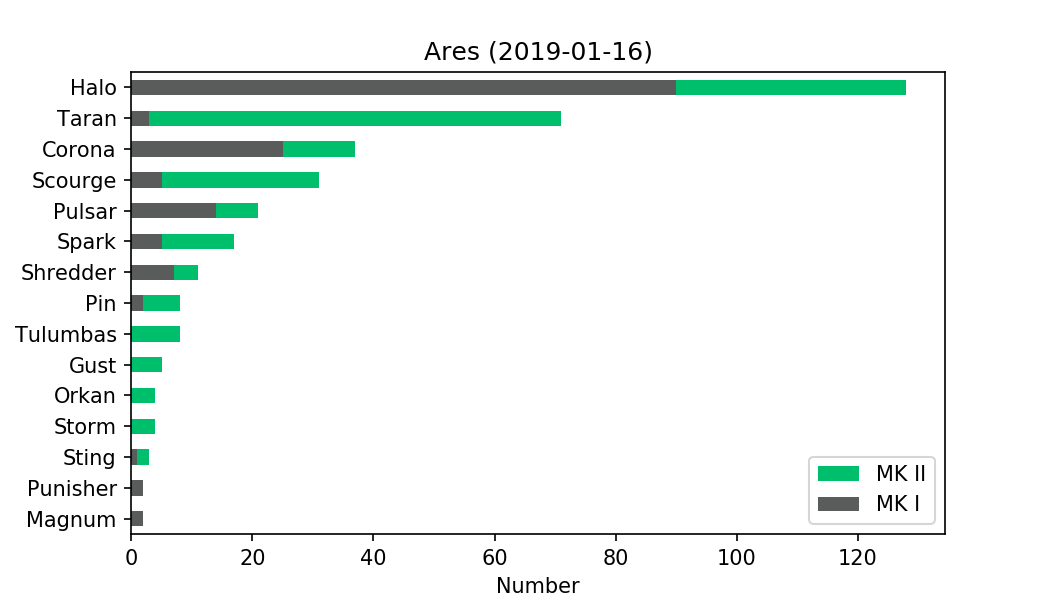 Ares (2019-01-16)
Halo
Taran
Corona
Scourge
Pulsar
Spark
Shredder
Pin
Tulumbas
Gust
Orkan
Storm
Sting
Punisher
Magnum
MK II
MK I
0 20 40 60 80 100 120
Number